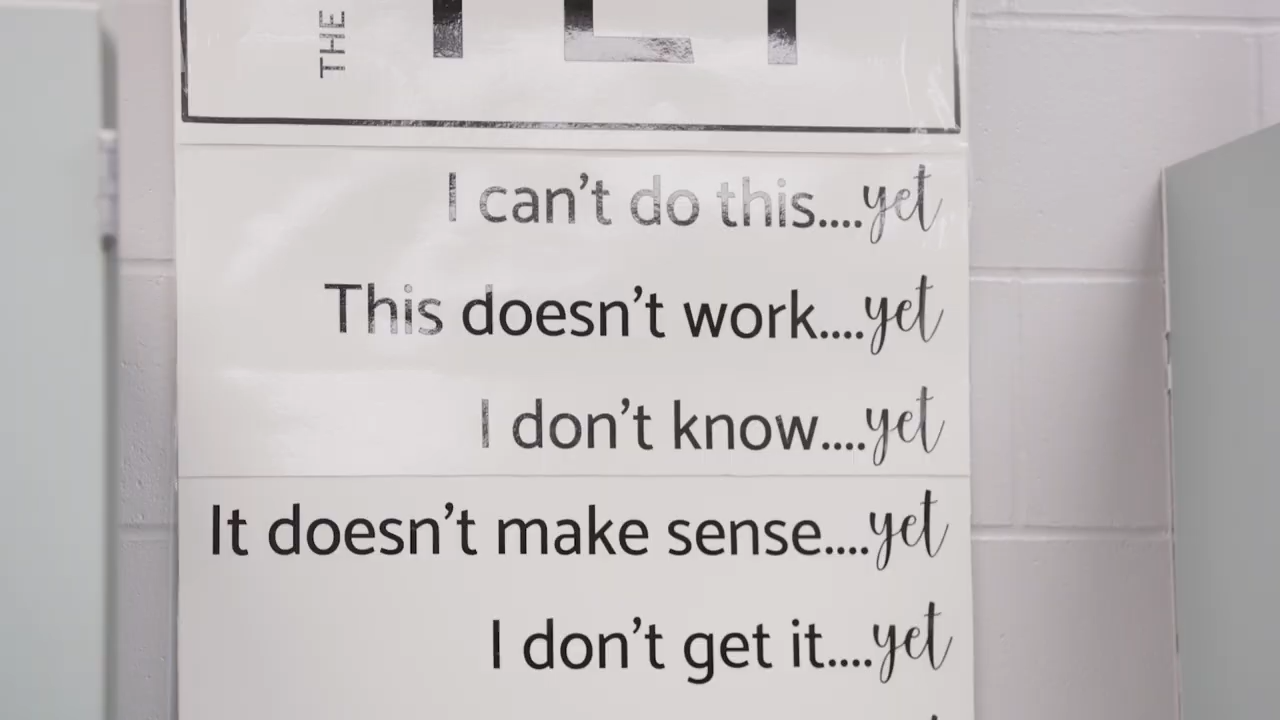 THE
I can't do this....yet
This doesn't work....yet
I don't know....yet
It doesn't make sense....yet
I don't get it....yet